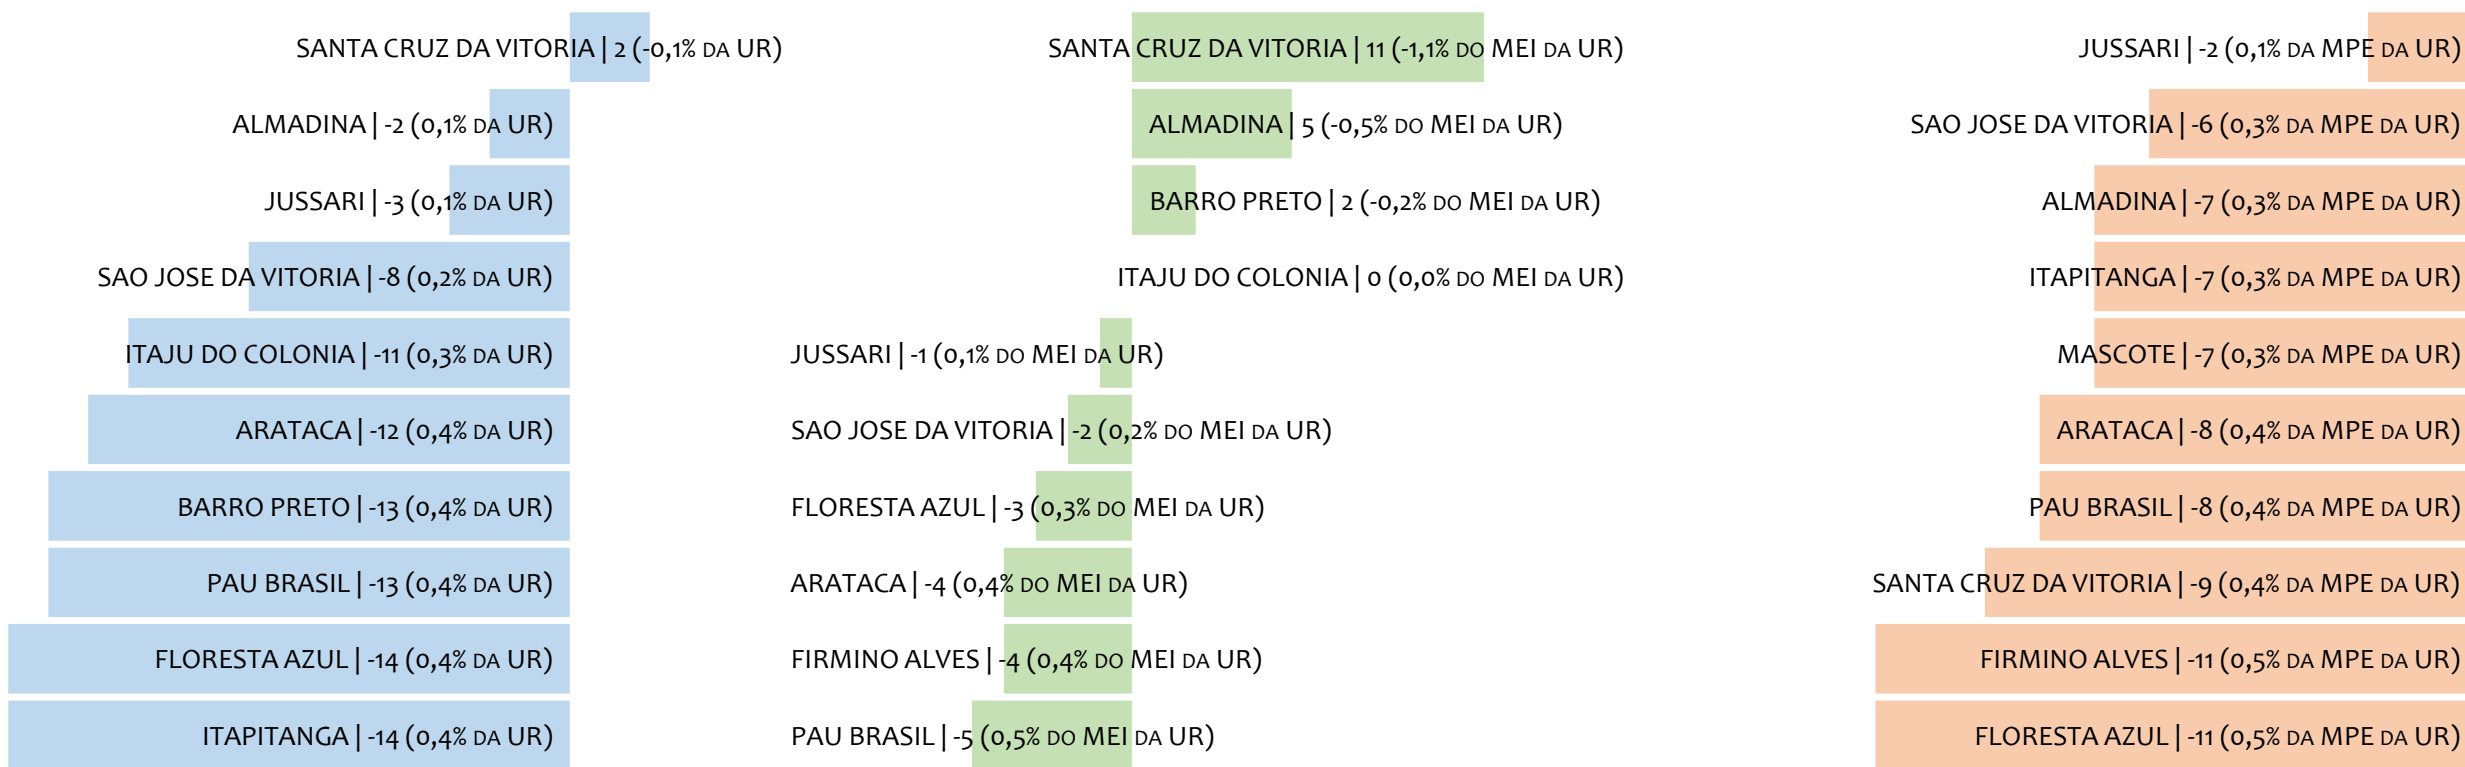 SANTA CRUZ DA VITORIA | 2 (-0,1% DA UR)
ALMADINA | -2 (0,1% DA UR)
JUSSARI | -3 (0,1% DA UR)
SAO JOSE DA VITORIA | -8 (0,2% DA UR)
ITAJU DO COLONIA | -11 (0,3% DA UR)
ARATACA | -12 (0,4% DA UR)
BARRO PRETO | -13 (0,4% DA UR)
PAU BRASIL | -13 (0,4% DA UR)
FLORESTA AZUL | -14 (0,4% DA UR)
ITAPITANGA | -14 (0,4% DA UR)
SANTA CRUZ DA VITORIA | 11 (-1,1% DO MEI DA UR)
ALMADINA | 5 (-0,5% DO MEI DA UR)
BARRO PRETO | 2 (-0,2% DO MEI DA UR)
ITAJU DO COLONIA | 0 (0,0% DO MEI DA UR)
JUSSARI | -1 (0,1% DO MEI DA UR)
SAO JOSE DA VITORIA | -2 (0,2% DO MEI DA UR)
FLORESTA AZUL | -3 (0,3% DO MEI DA UR)
ARATACA | -4 (0,4% DO MEI DA UR)
FIRMINO ALVES | -4 (0,4% DO MEI DA UR)
PAU BRASIL | -5 (0,5% DO MEI DA UR)
JUSSARI | -2 (0,1% DA MPE DA UR)
SAO JOSE DA VITORIA | -6 (0,3% DA MPE DA UR)
ALMADINA | -7 (0,3% DA MPE DA UR)
ITAPITANGA | -7 (0,3% DA MPE DA UR)
MASCOTE | -7 (0,3% DA MPE DA UR)
ARATACA | -8 (0,4% DA MPE DA UR)
PAU BRASIL | -8 (0,4% DA MPE DA UR)
SANTA CRUZ DA VITORIA | -9 (0,4% DA MPE DA UR)
FIRMINO ALVES | -11 (0,5% DA MPE DA UR)
FLORESTA AZUL | -11 (0,5% DA MPE DA UR)